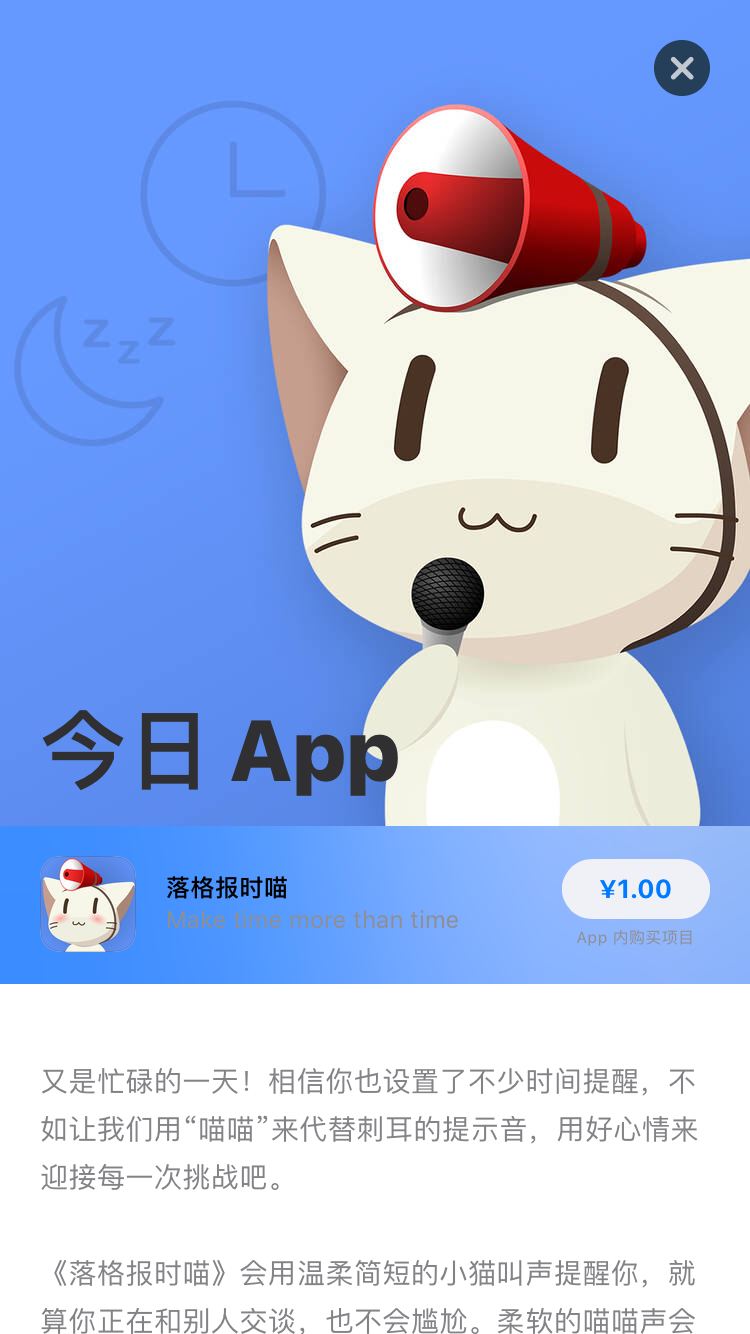 z z z
今日 App
落格报时喵
Make time more than time
¥1.00
App 内购买项目
又是忙碌的一天！相信你也设置了不少时间提醒，不
如让我们用“喵喵”来代替刺耳的提示音，用好心情来
迎接每一次挑战吧。
《落格报时喵》会用温柔简短的小猫叫声提醒你，就
算你正在和别人交谈，也不会尴尬。柔软的喵喵声会